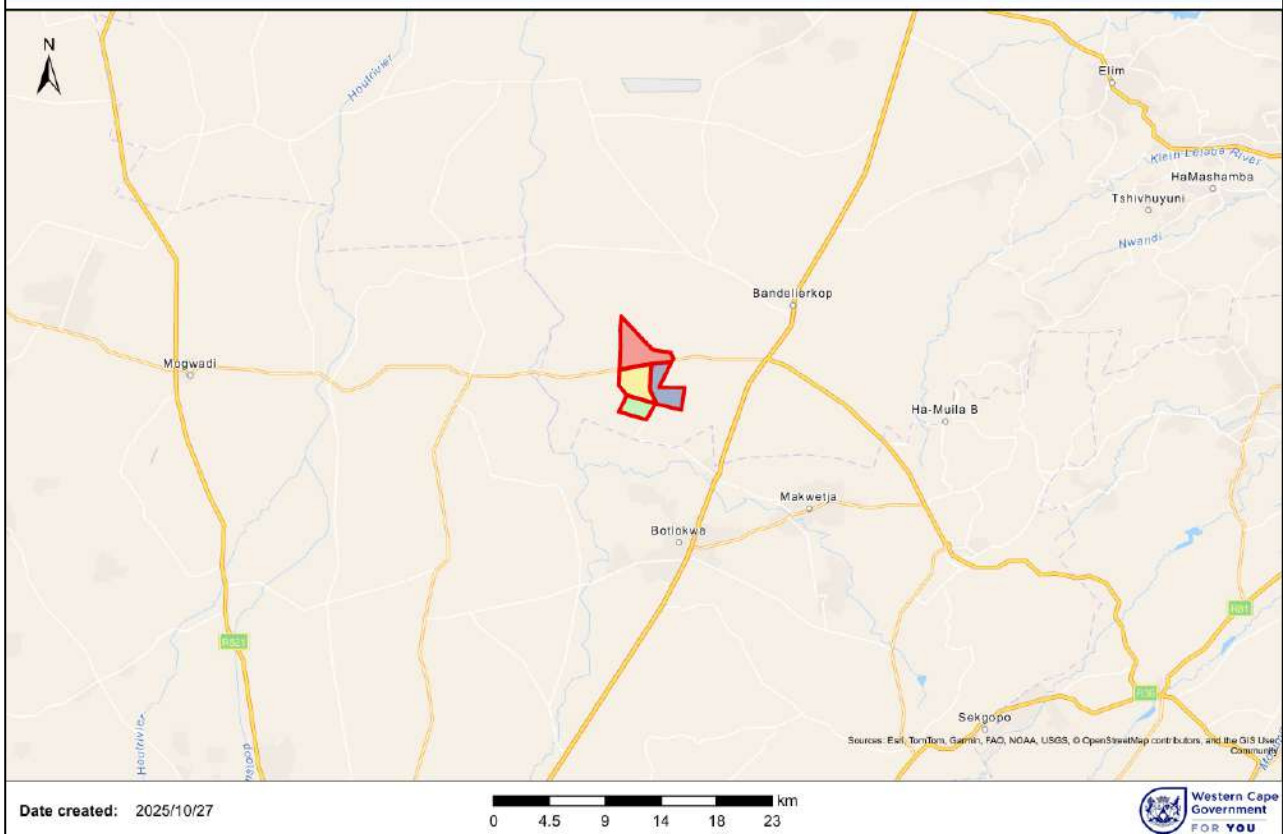 N
Houtrivier
Elim
Klein Letaba River
HaMashamba
Tshivhuyuni
Nwandi
Bandelierkop
Mogwadi
Ha-Muila B
Makwetja
Botlokwa
R521
R81
R36
Sekgopo
Houtrivier
Sources: Esri, TomTom, Garmin, FAO, NOAA, USGS, © OpenStreetMap contributors, and the GIS User
Community
Date created: 2025/10/27
km
0 4.5 9 14 18 23
Western Cape
Government
FOR YOU